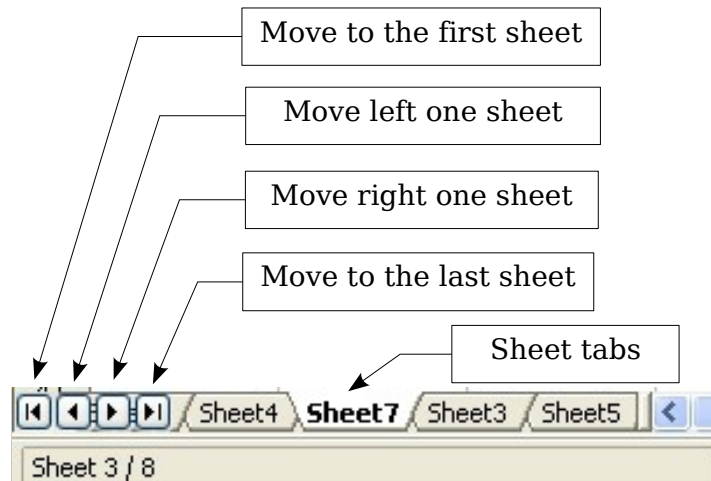 Move to the first sheet
Move left one sheet
Move right one sheet
Move to the last sheet
Sheet tabs
Sheet4 Sheet7 Sheet3 Sheet5
Sheet 3 / 8